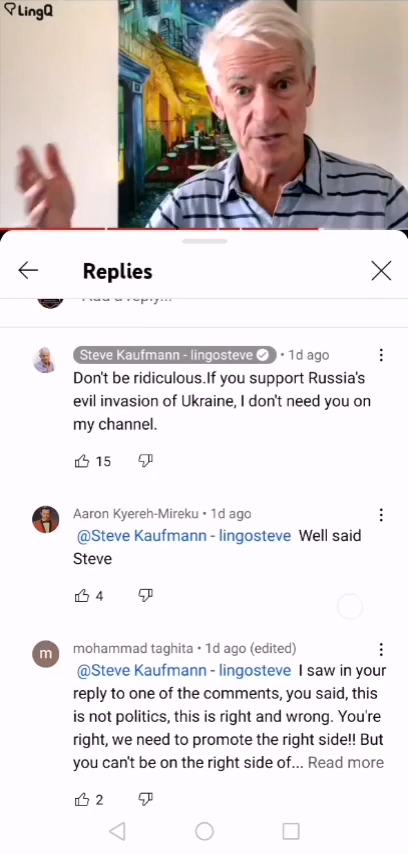 LingQ
Replies
Add a reply...
Steve Kaufmann - lingosteve • 1d ago
Don't be ridiculous.If you support Russia's
evil invasion of Ukraine, I don't need you on
my channel.
15
Aaron Kyereh-Mireku • 1d ago
@Steve Kaufmann - lingosteve Well said
Steve
4
m
mohammad taghita • 1d ago (edited)
@Steve Kaufmann - lingosteve I saw in your
reply to one of the comments, you said, this
is not politics, this is right and wrong. You're
right, we need to promote the right side!! But
you can't be on the right side of... Read more
2